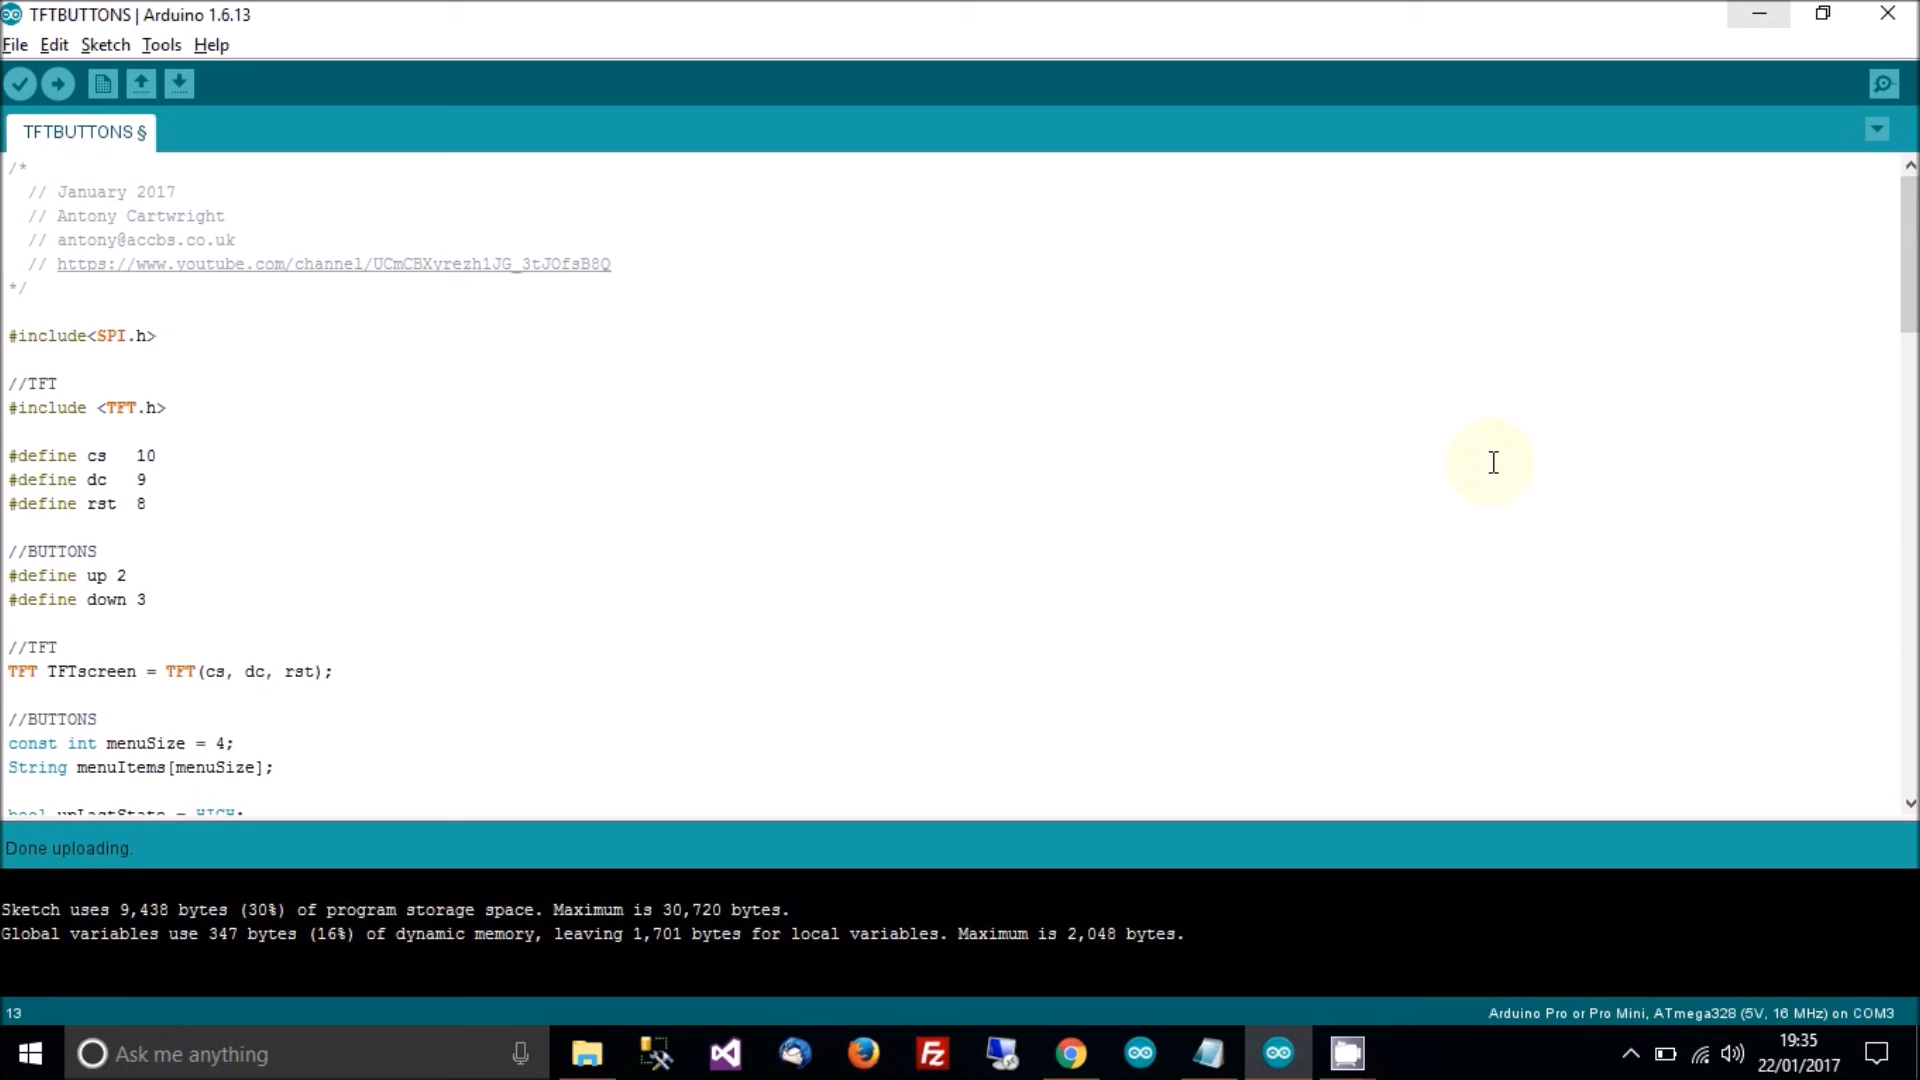 TFTBUTTONS | Arduino 1.6.13
File Edit Sketch Tools Help
TFTBUTTONS §
/*
// January 2017
// Antony Cartwright
// antony@accbs.co.uk
// https://www.youtube.com/channel/UCmCBXyrezh1JG_3tJOfsB8Q
*/
#include<SPI.h>
//TFT
#include <TFT.h>
#define cs 10
#define dc 9
#define rst 8
//BUTTONS
#define up 2
#define down 3
//TFT
TFT TFTscreen = TFT(cs, dc, rst);
//BUTTONS
const int menuSize = 4;
String menuItems[menuSize];
bool upLastState = HIGH;
Done uploading.
Sketch uses 9,438 bytes (30%) of program storage space. Maximum is 30,720 bytes.
Global variables use 347 bytes (16%) of dynamic memory, leaving 1,701 bytes for local variables. Maximum is 2,048 bytes.
13
Arduino Pro or Pro Mini, ATmega328 (5V, 16 MHz) on COM3
Ask me anything
Fz
19:35
22/01/2017